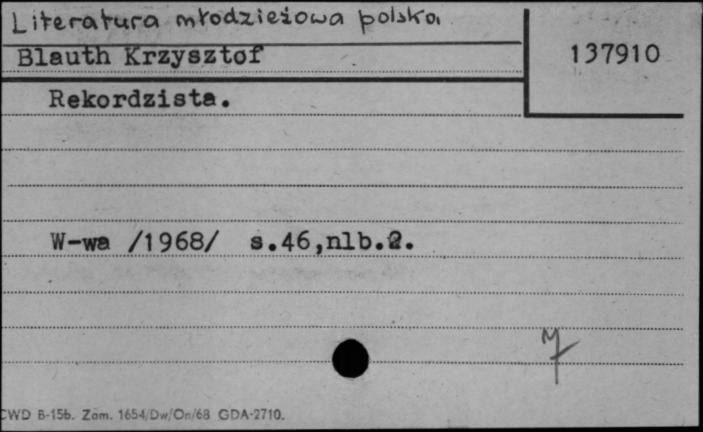 Literatura młodzieżowa polska
Blauth Krzysztof
137910
Rekordzista.
W-wa /1968/ s.46,nlb.2.
CWD B-15b. Zam. 1654/Dw/On/68 GDA-2710.